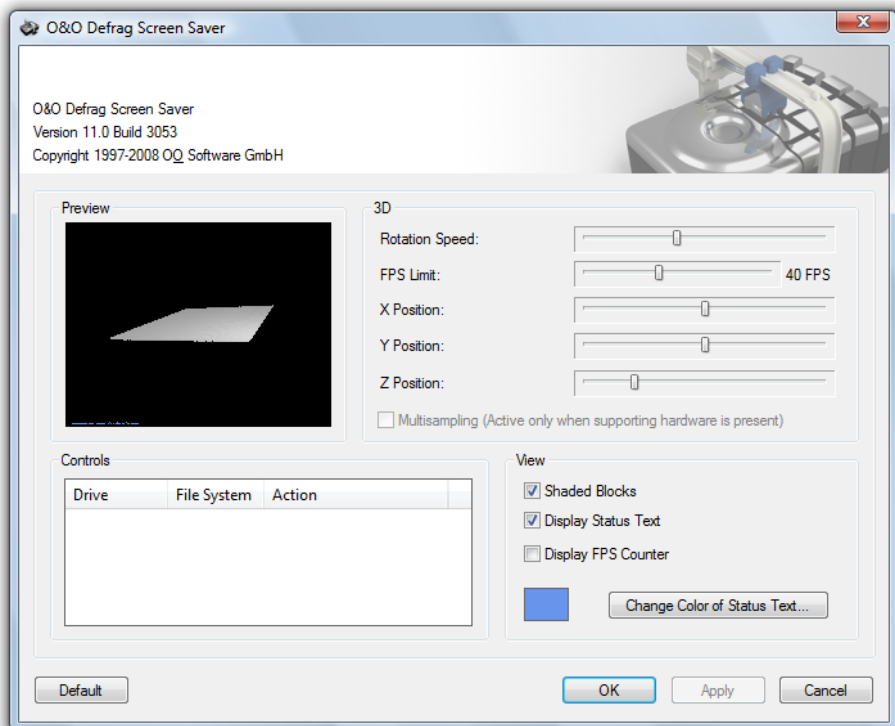 O&O Defrag Screen Saver
O&O Defrag Screen Saver
Version 11.0 Build 3053
Copyright 1997-2008 OO Software GmbH
Preview
3D
Rotation Speed:
FPS Limit:
40 FPS
X Position:
Y Position:
Z Position:
Multisampling (Active only when supporting hardware is present)
Controls
Drive File System Action
View
Shaded Blocks
Display Status Text
Display FPS Counter
Change Color of Status Text...
Default
OK
Apply
Cancel